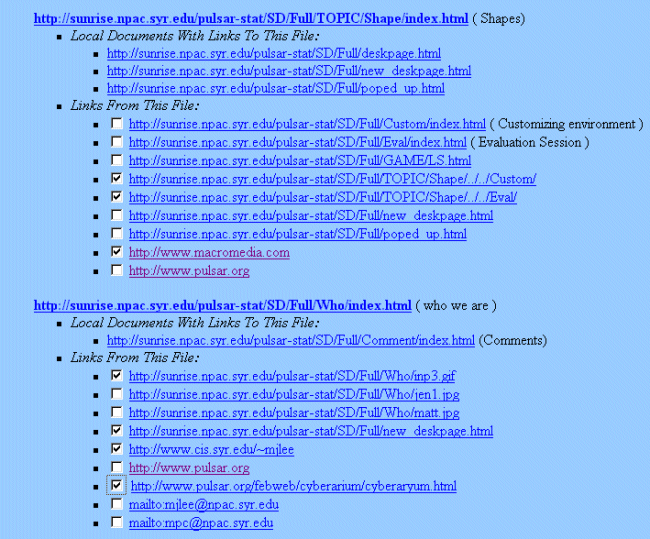 http://sunrise.npac.syr.edu/pulsar-stat/SD/Full/TOPIC/Shape/index.html ( Shapes)
Local Documents With Links To This File:
http://sunrise.npac.syr.edu/pulsar-stat/SD/Full/deskpage.html
http://sunrise.npac.syr.edu/pulsar-stat/SD/Full/new_deskpage.html
http://sunrise.npac.syr.edu/pulsar-stat/SD/Full/poped_up.html
Links From This File:
http://sunrise.npac.syr.edu/pulsar-stat/SD/Full/Custom/index.html ( Customizing environment )
http://sunrise.npac.syr.edu/pulsar-stat/SD/Full/Eval/index.html ( Evaluation Session )
http://sunrise.npac.syr.edu/pulsar-stat/SD/Full/GAME/LS.html
http://sunrise.npac.syr.edu/pulsar-stat/SD/Full/TOPIC/Shape/../../Custom/
http://sunrise.npac.syr.edu/pulsar-stat/SD/Full/TOPIC/Shape/../../Eval/
http://sunrise.npac.syr.edu/pulsar-stat/SD/Full/new_deskpage.html
http://sunrise.npac.syr.edu/pulsar-stat/SD/Full/poped_up.html
http://www.macromedia.com
http://www.pulsar.org
http://sunrise.npac.syr.edu/pulsar-stat/SD/Full/Who/index.html ( who we are )
Local Documents With Links To This File:
http://sunrise.npac.syr.edu/pulsar-stat/SD/Full/Comment/index.html (Comments)
Links From This File:
http://sunrise.npac.syr.edu/pulsar-stat/SD/Full/Who/inp3.gif
http://sunrise.npac.syr.edu/pulsar-stat/SD/Full/Who/jen1.jpg
http://sunrise.npac.syr.edu/pulsar-stat/SD/Full/Who/matt.jpg
http://sunrise.npac.syr.edu/pulsar-stat/SD/Full/new_deskpage.html
http://www.cis.syr.edu/~mjlee
http://www.pulsar.org
http://www.pulsar.org/febweb/cyberarium/cyberaryum.html
mailto:mjlee@npac.syr.edu
mailto:mpc@npac.syr.edu